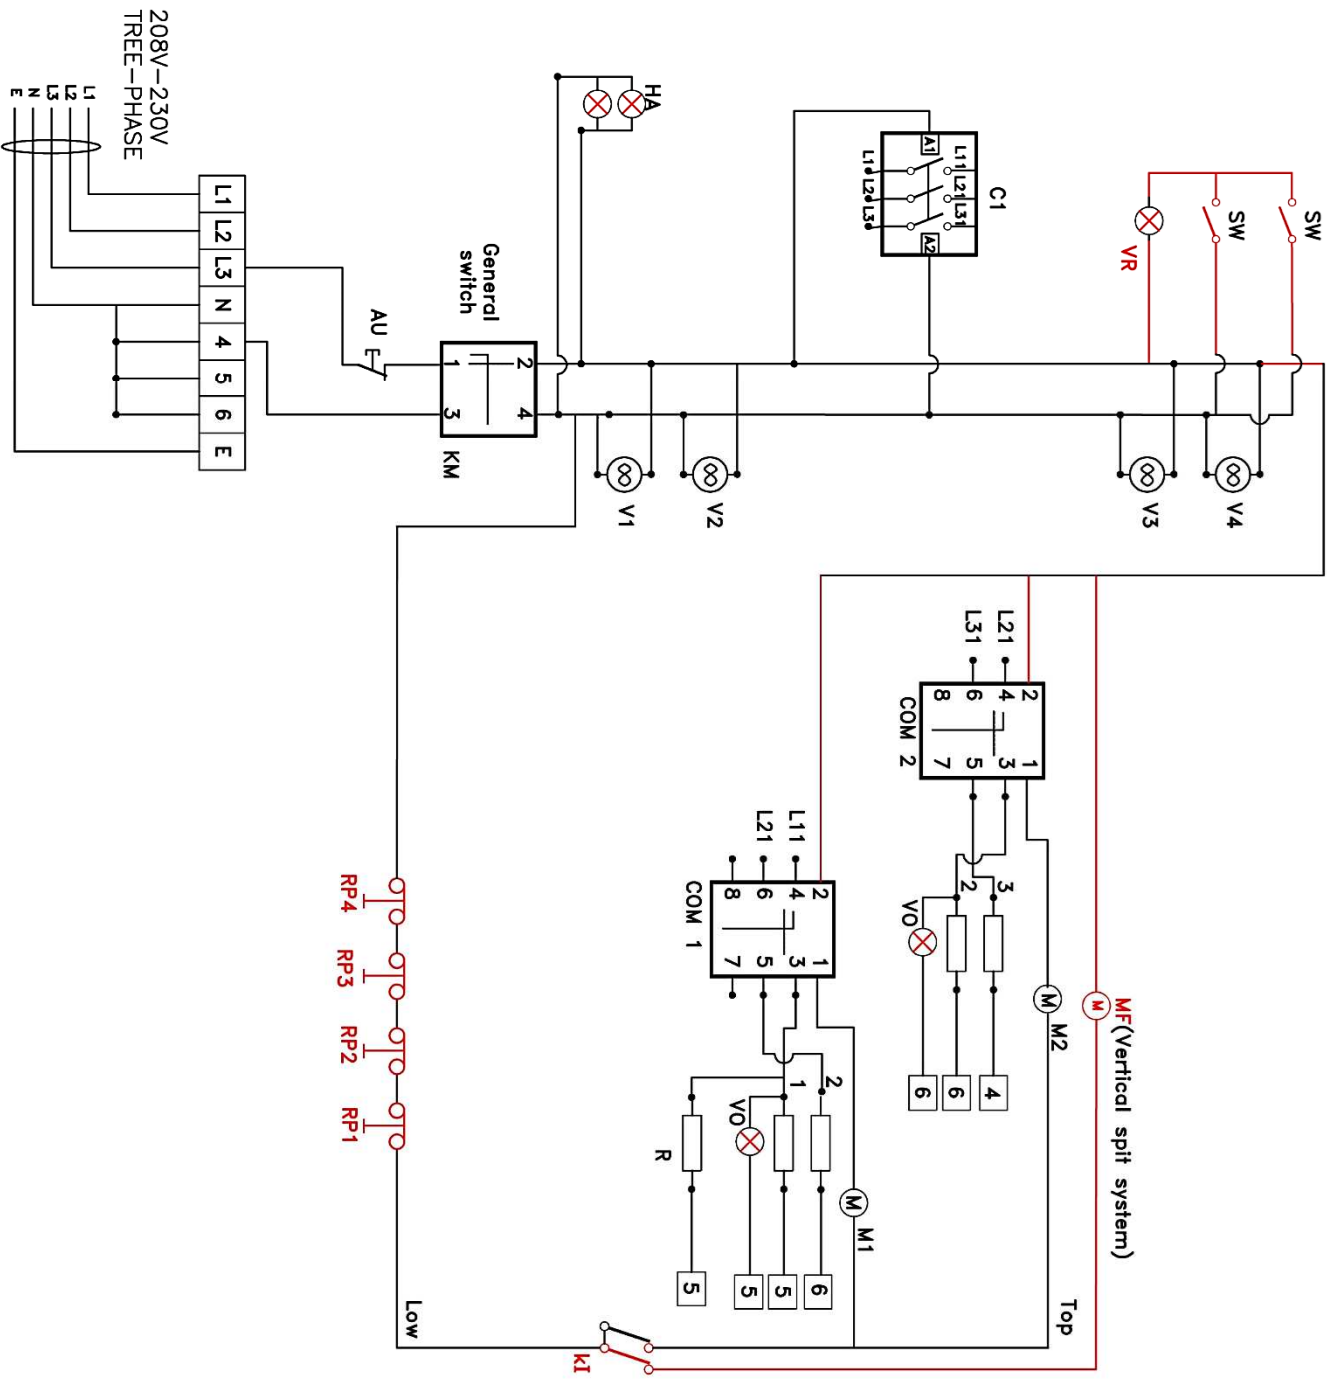 208V-230V
TREE-PHASE
L1
L2
L3
N
E
L1
L2
L3
N
4
5
6
E
AU
General
switch
1
2
3
4
KM
HA
V1
V2
C1
A1
L1
L11
L2
L21
L3
L31
A2
VR
SW
SW
V3
V4
L31
L21
8
6
4
2
7
5
3
1
COM 2
2
3
VO
6
6
4
M
M2
M
MF(Vertical spit system)
L21
L11
8
6
4
2
7
5
3
1
COM 1
1
2
VO
R
5
5
5
6
M
M1
RP4
RP3
RP2
RP1
Low
Top
kI